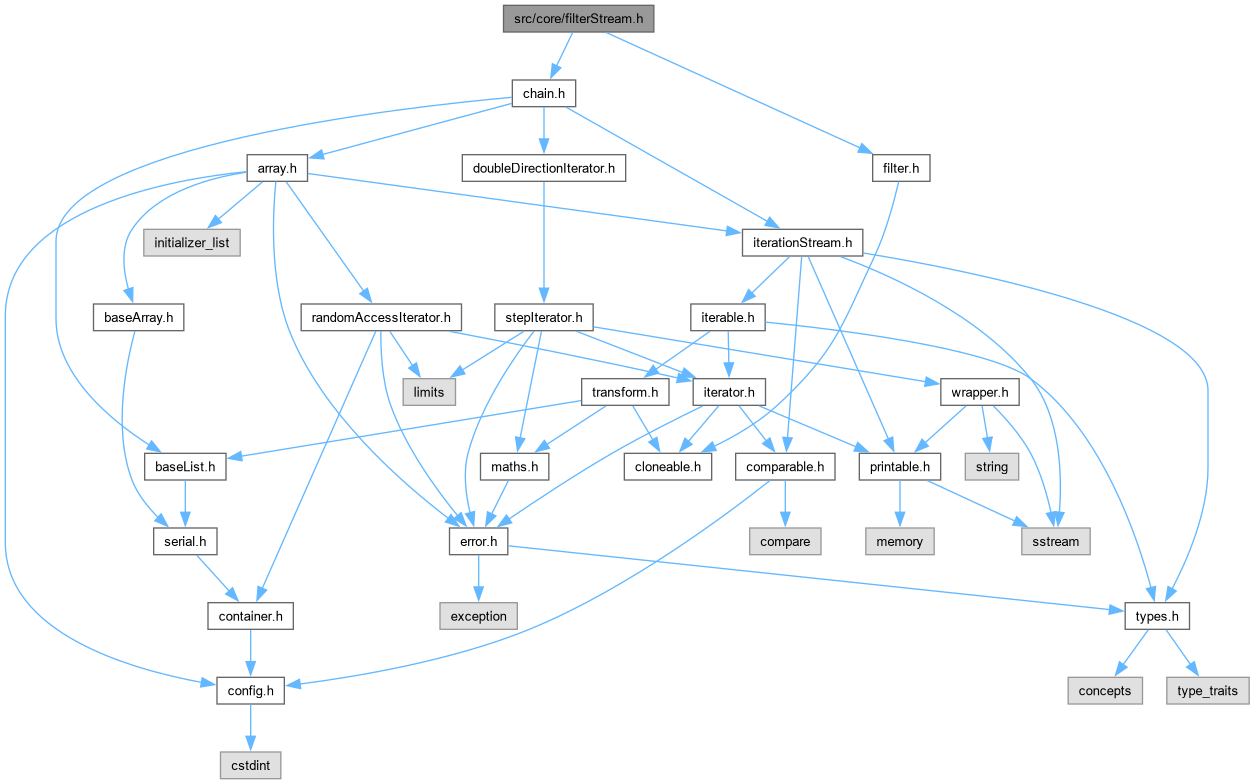 src/core/filterStream.h
chain.h
array.h
doubleDirectionIterator.h
filter.h
initializer_list
iterationStream.h
baseArray.h
randomAccessIterator.h
stepIterator.h
iterable.h
limits
transform.h
iterator.h
wrapper.h
baseList.h
maths.h
cloneable.h
comparable.h
printable.h
string
serial.h
error.h
compare
memory
sstream
container.h
exception
types.h
config.h
concepts
type_traits
cstdint